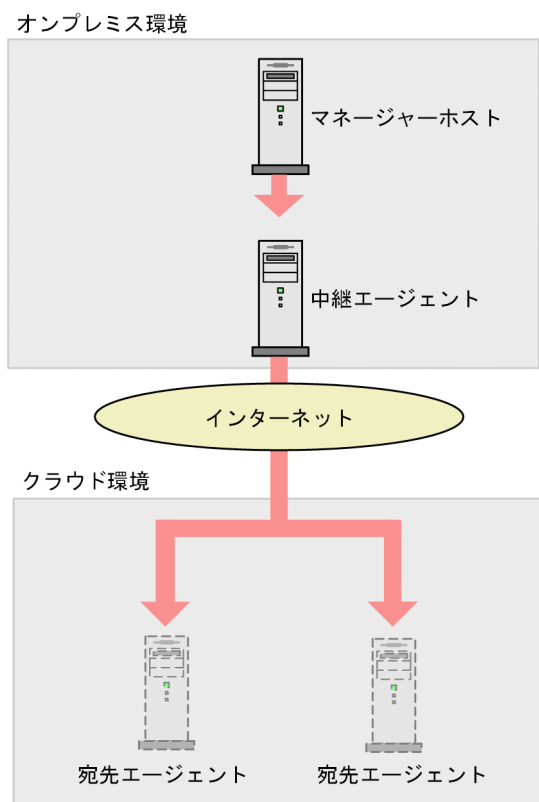 オンプレミス環境
マネージャーホスト
中継エージェント
インターネット
クラウド環境
宛先エージェント
宛先エージェント